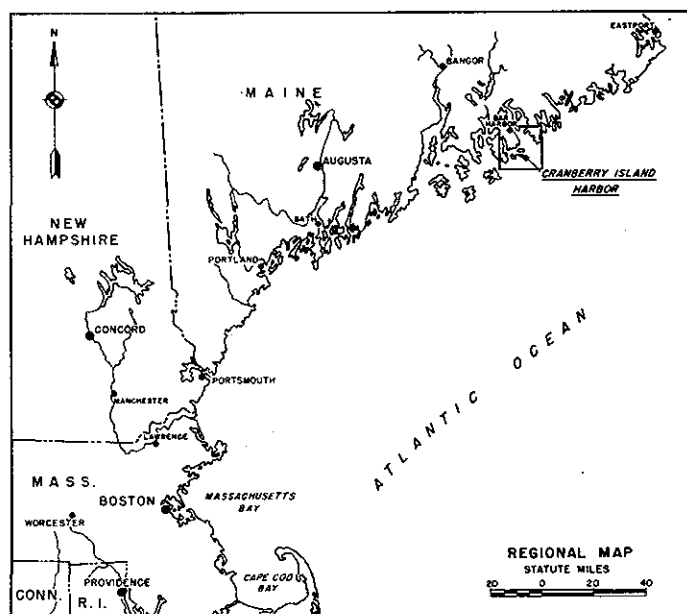 EASTPORT
N
BANGOR
MAINE
BAR
HARBOR
AUGUSTA
CRANBERRY ISLAND
HARBOR
NEW
HAMPSHIRE
BATH
PORTLAND
CONCORD
ATLANTIC OCEAN
PORTSMOUTH
MANCHESTER
LAWRENCE
MASS.
MASSACHUSETTS
BAY
BOSTON
WORCESTER
REGIONAL MAP
STATUTE MILES
CAPE COD
BAY
PROVIDENCE
20 0 20 40
CONN.
R.I.